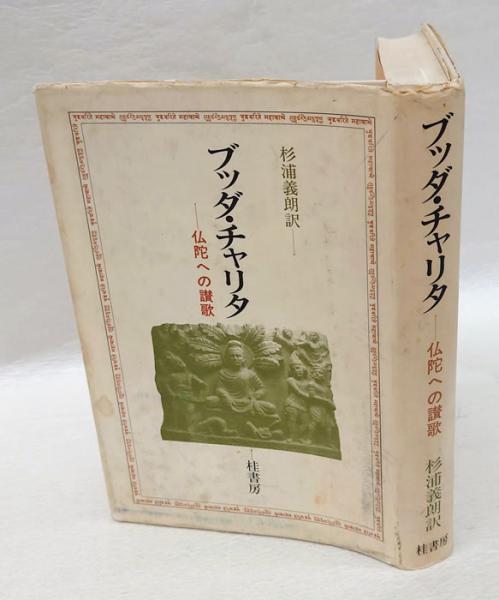 杉浦義朗訳
ブッダ・チャリタ
仏陀への讃歌
桂書房
ブッダ・チャリタ
仏陀への讃歌
杉浦義朗訳
桂書房